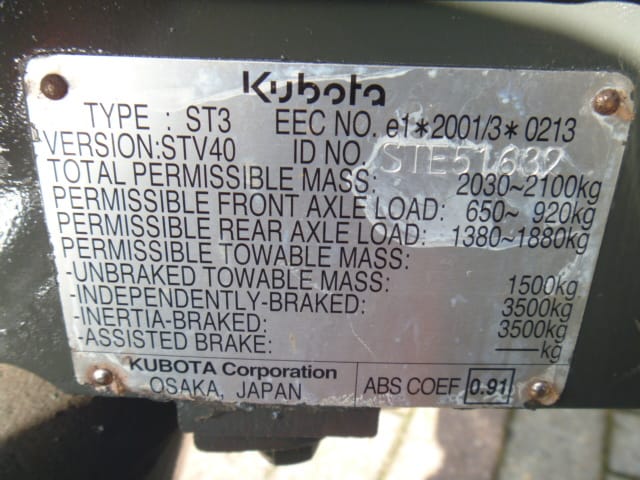 Kubota
TYPE : ST3 EEC NO. e1*2001/3*0213
VERSION:STV40 ID NO. STE51639
TOTAL PERMISSIBLE MASS: 2030~2100kg
PERMISSIBLE FRONT AXLE LOAD: 650~ 920kg
PERMISSIBLE REAR AXLE LOAD: 1380~1880kg
PERMISSIBLE TOWABLE MASS:
-UNBRAKED TOWABLE MASS: 1500kg
-INDEPENDENTLY-BRAKED: 3500kg
-INERTIA-BRAKED: 3500kg
-ASSISTED BRAKE: ——kg
KUBOTA Corporation
OSAKA, JAPAN ABS COEF 0.91